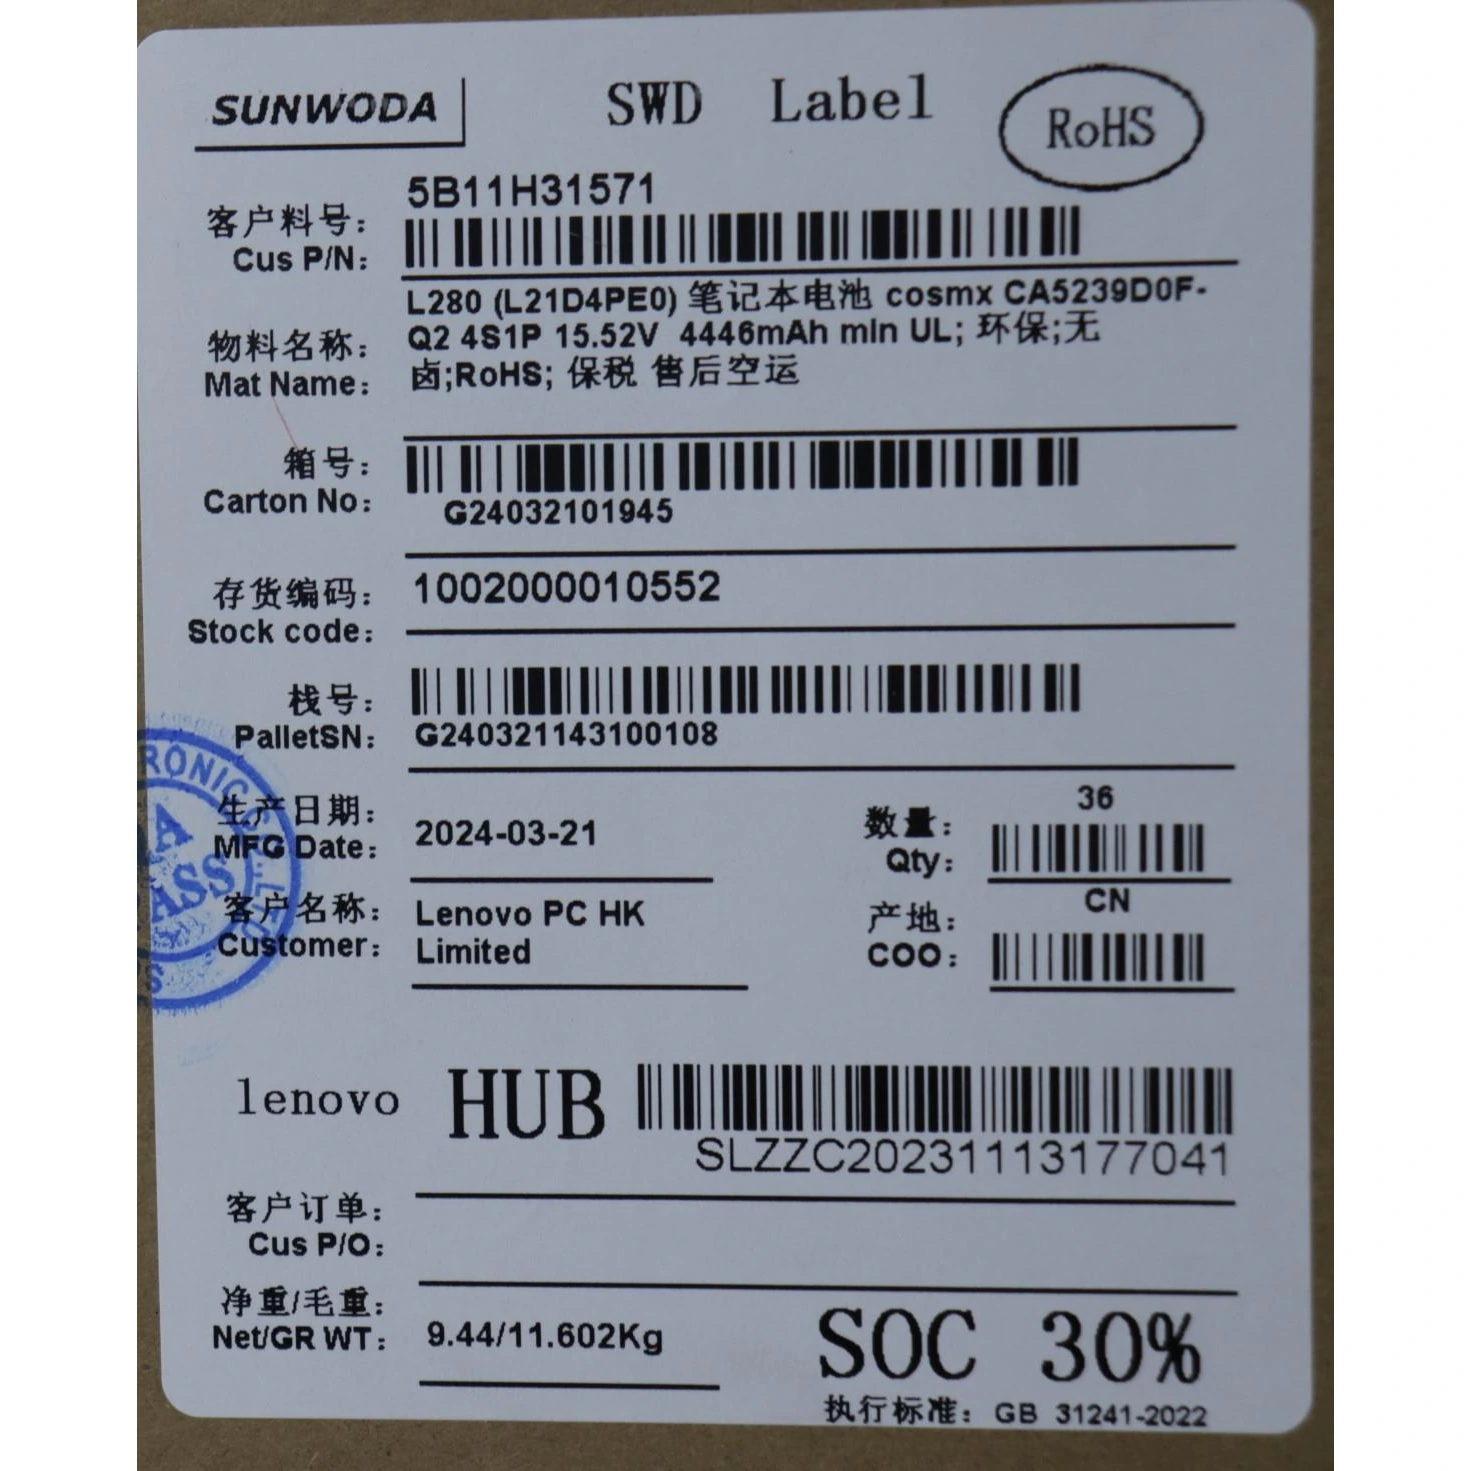 SUNWODA
SWD Label
RoHS
5B11H31571
客户料号：
Cus P/N：
L280 (L21D4PE0) 笔记本电池 cosmx CA5239D0F-
物料名称：
Q2 4S1P 15.52V 4446mAh min UL; 环保;无
Mat Name：
卤;RoHS; 保税 售后空运
箱号：
Carton No：
G24032101945
存货编码：
1002000010552
Stock code：
栈号：
PalletSN：
G240321143100108
生产日期：
MFG Date：
2024-03-21
数量：
36
Qty：
客户名称：
Customer：
Lenovo PC HK
Limited
产地：
CN
COO：
RONIC
CO.,LTD
ASS
lenovo HUB
SLZZC20231113177041
客户订单：
Cus P/O：
净重/毛重：
Net/GR WT：
9.44/11.602Kg
SOC 30%
执行标准：GB 31241-2022